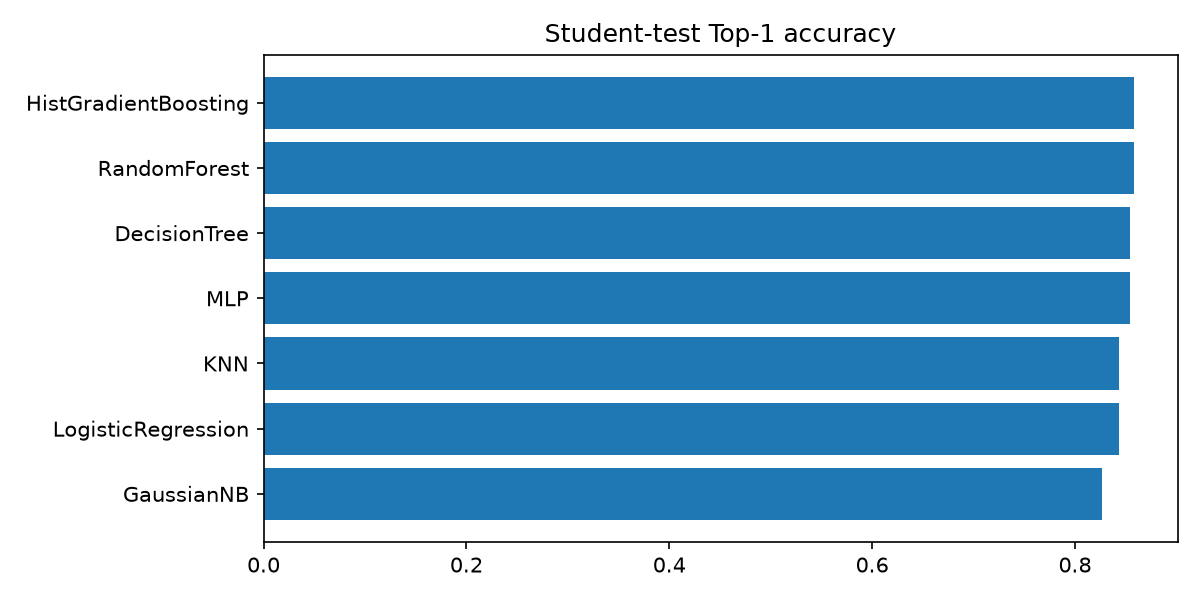 Student-test Top-1 accuracy
HistGradientBoosting
RandomForest
DecisionTree
MLP
KNN
LogisticRegression
GaussianNB
0.0 0.2 0.4 0.6 0.8